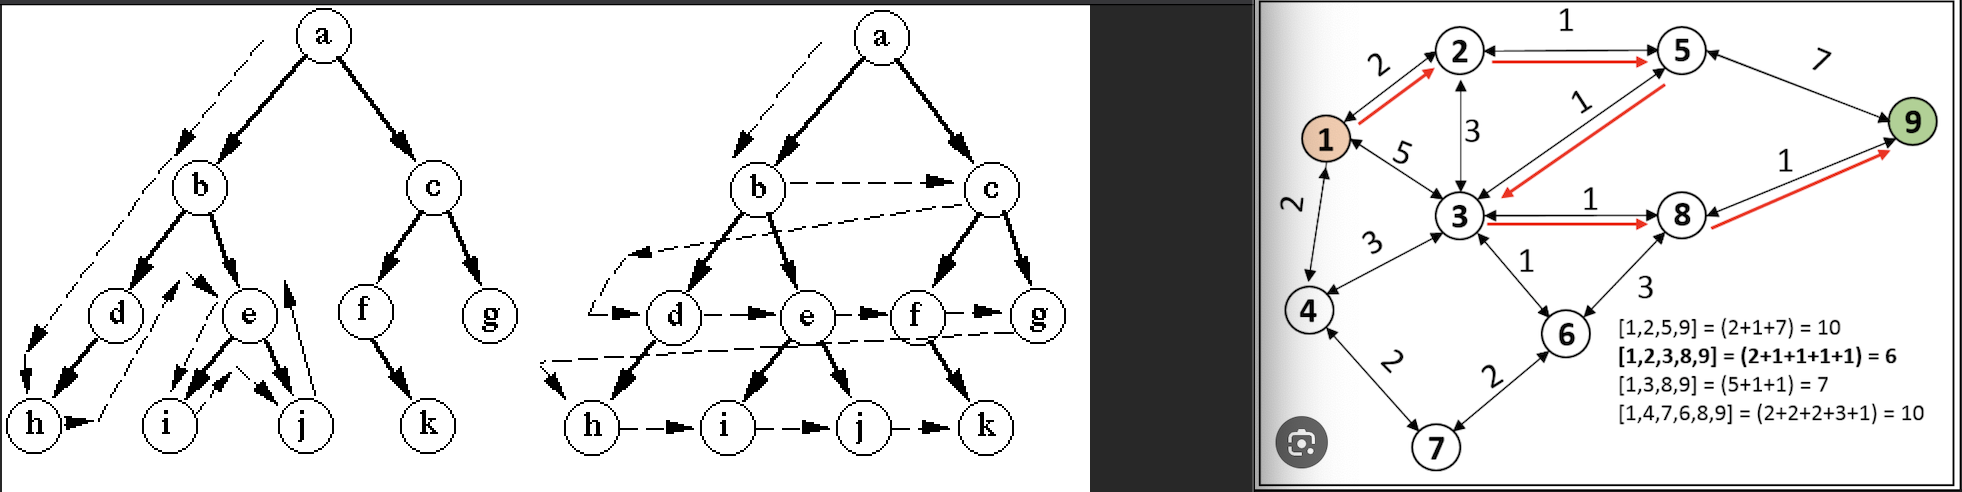 a
b
c
d
e
f
g
h
i
j
k
a
b
c
d
e
f
g
h
i
j
k
1
2
5
7
2
1
9
1
5
3
1
2
3
1
8
3
4
1
3
6
2
2
7
[1,2,5,9] = (2+1+7) = 10
[1,2,3,8,9] = (2+1+1+1+1) = 6
[1,3,8,9] = (5+1+1) = 7
[1,4,7,6,8,9] = (2+2+2+3+1) = 10